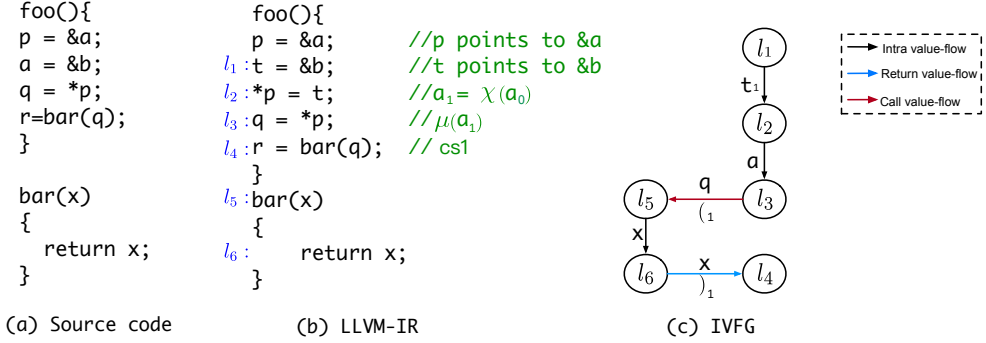 foo(){
p = &a;
a = &b;
q = *p;
r=bar(q);
}
bar(x)
{
return x;
}
(a) Source code
foo(){
p = &a; //p points to &a
l₁ : t = &b; //t points to &b
l₂ : *p = t; //a₁ = χ(a₀)
l₃ : q = *p; //μ(a₁)
l₄ : r = bar(q); // cs1
}
l₅ : bar(x)
{
l₆ : return x;
}
(b) LLVM-IR
l₁
t₁
l₂
a
l₅ q l₃
(₁
x
l₆ x l₄
)₁
(c) IVFG
Intra value-flow
Return value-flow
Call value-flow